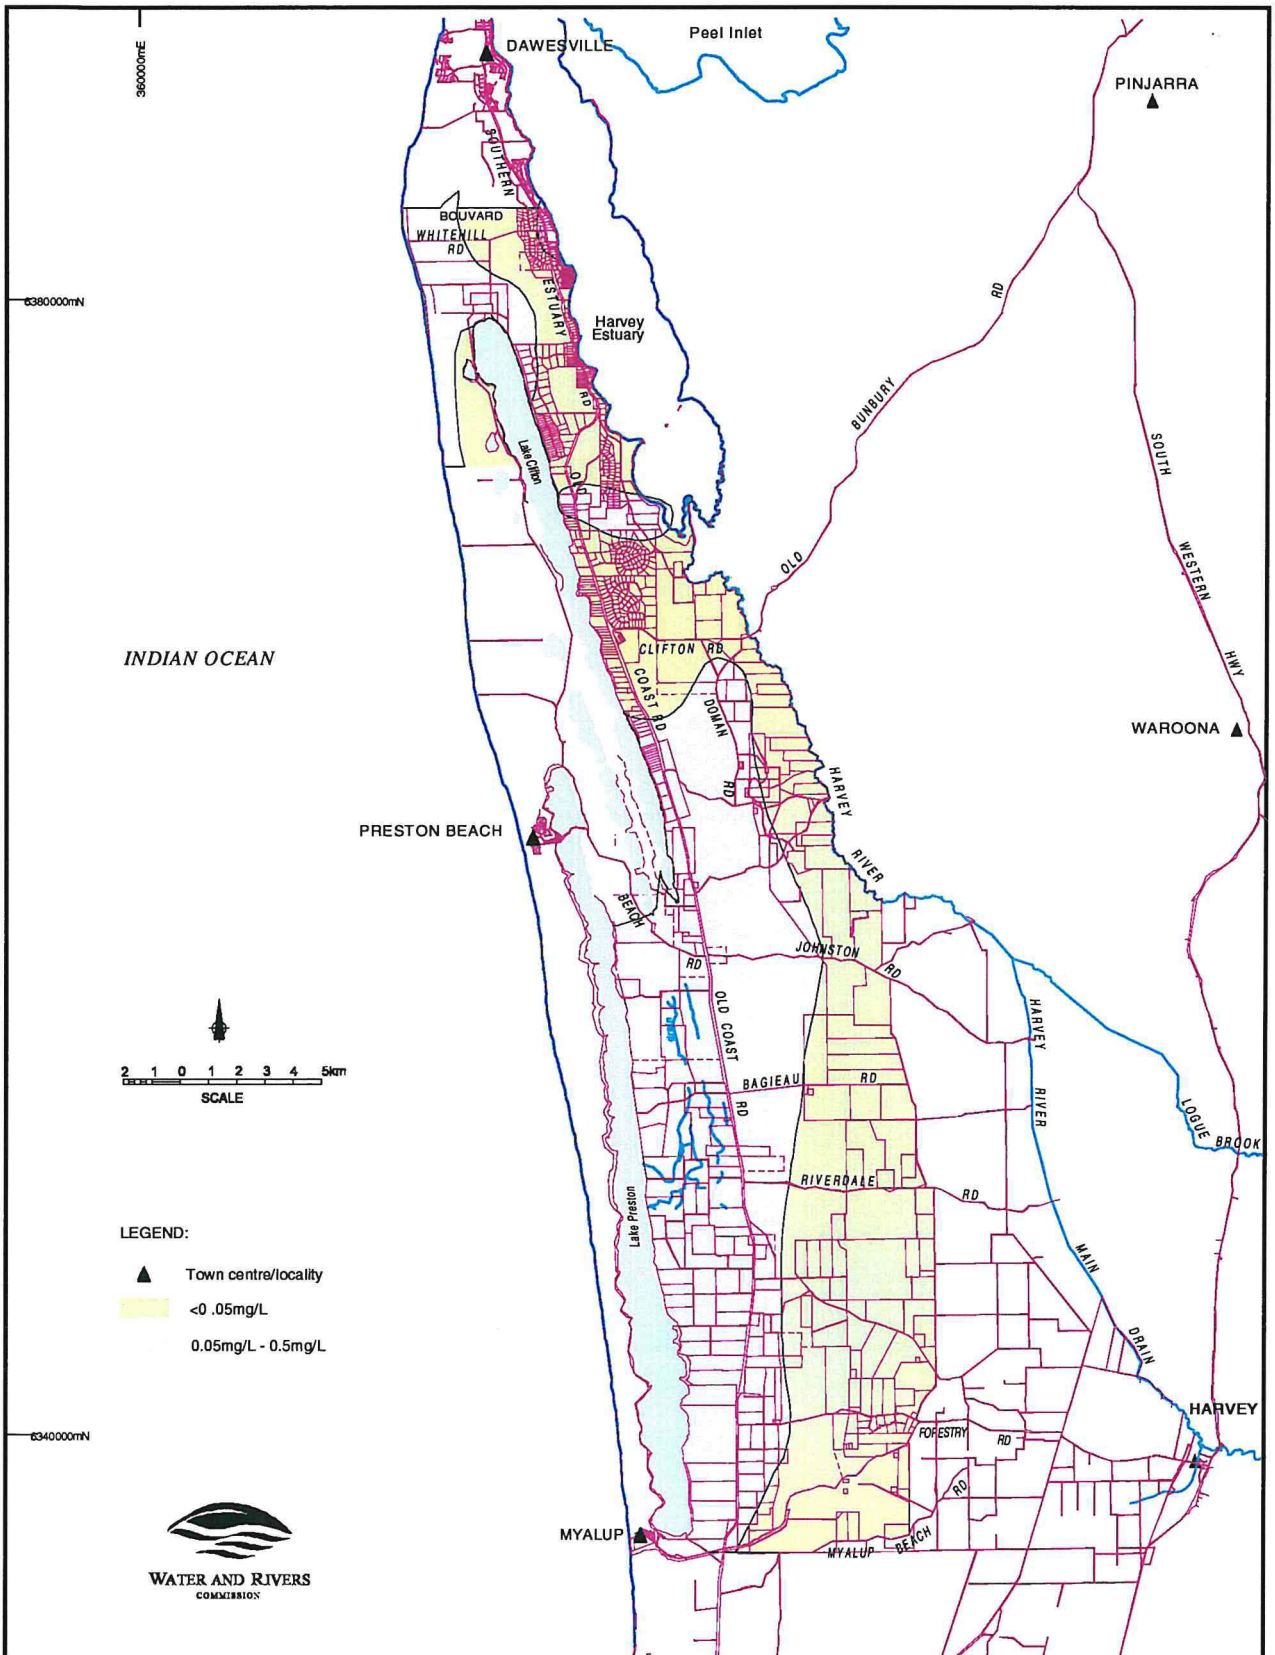 Peel Inlet
DAWESVILLE
360000mE
PINJARRA
SOUTHERN
BOUVARD
WHITEHILL
RD
ESTUARY
6380000mN
Harvey
Estuary
RD
RD
BUNBURY
OLD
Lake Clifton
OLD
SOUTH
WESTERN
HWY
INDIAN OCEAN
CLIFTON RD
COAST RD
DOMAN
RD
WAROONA
HARVEY
RIVER
PRESTON BEACH
BEACH
RD
JOHNSTON
RD
OLD COAST
RD
HARVEY
RIVER
MAIN
DRAIN
2 1 0 1 2 3 4 5km
SCALE
BAGIEAU RD
LOGUE
BROOK
RIVERDALE
RD
Lake Preston
LEGEND:
Town centre/locality
<0 .05mg/L
0.05mg/L - 0.5mg/L
HARVEY
FORESTRY
RD
6340000mN
RD
MYALUP
MYALUP BEACH
WATER AND RIVERS
COMMISSION